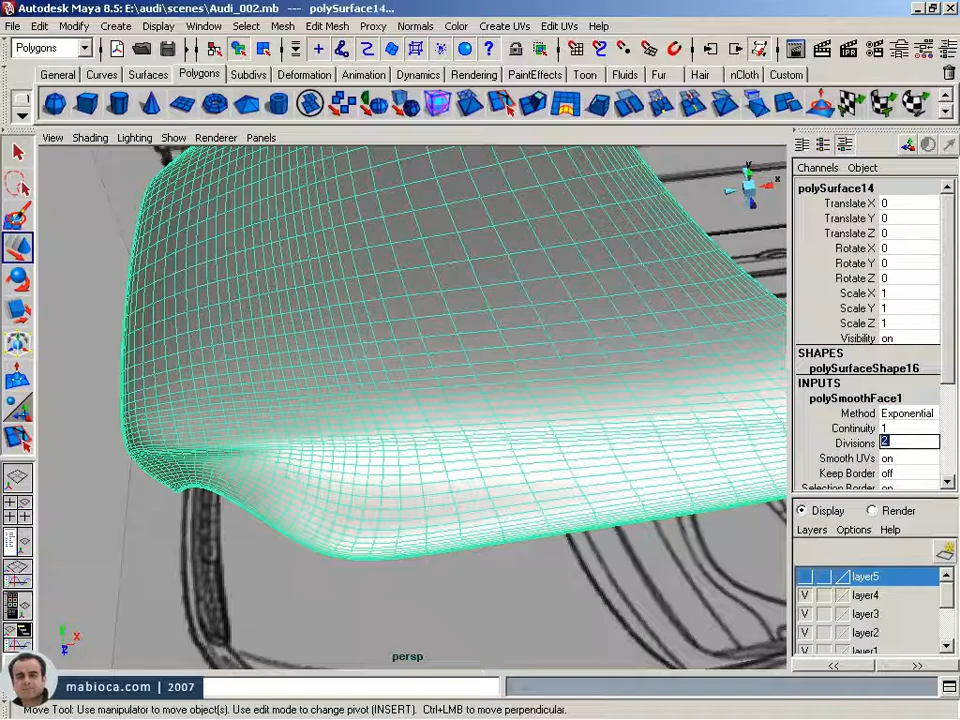 Autodesk Maya 8.5: E:\audi\scenes\Audi_002.mb --- polySurface14...
File Edit Modify Create Display Window Select Mesh Edit Mesh Proxy Normals Color Create UVs Edit UVs Help
Polygons
General Curves Surfaces Polygons Subdivs Deformation Animation Dynamics Rendering PaintEffects Toon Fluids Fur Hair nCloth Custom
View Shading Lighting Show Renderer Panels
Channels Object
polySurface14
Translate X 0
Translate Y 0
Translate Z 0
Rotate X 0
Rotate Y 0
Rotate Z 0
Scale X 1
Scale Y 1
Scale Z 1
Visibility on
SHAPES
polySurfaceShape16
INPUTS
polySmoothFace1
Method Exponential
Continuity 1
Divisions 2
Smooth UVs on
Keep Border off
Selection Border on
Display Render
Layers Options Help
layer5
V layer4
V layer3
V layer2
V layer1
<< >>
persp
mabioca.com | 2007
Move Tool: Use manipulator to move object(s). Use edit mode to change pivot (INSERT). Ctrl+LMB to move perpendicular.